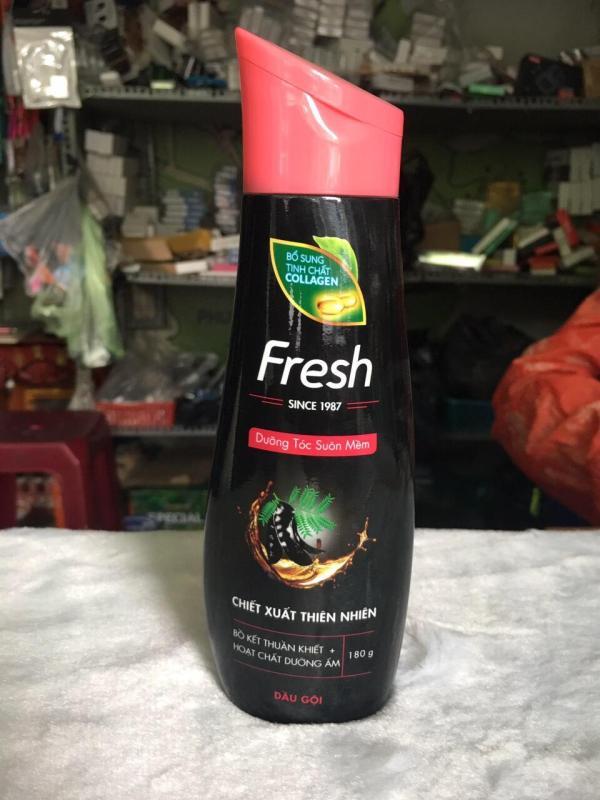 BỔ SUNG
TINH CHẤT
COLLAGEN
Fresh
SINCE 1987
Dưỡng Tóc Suôn Mềm
CHIẾT XUẤT THIÊN NHIÊN
BỒ KẾT THUẦN KHIẾT +
HOẠT CHẤT DƯỠNG ẨM
180 g
DẦU GỘI
SPECIAL